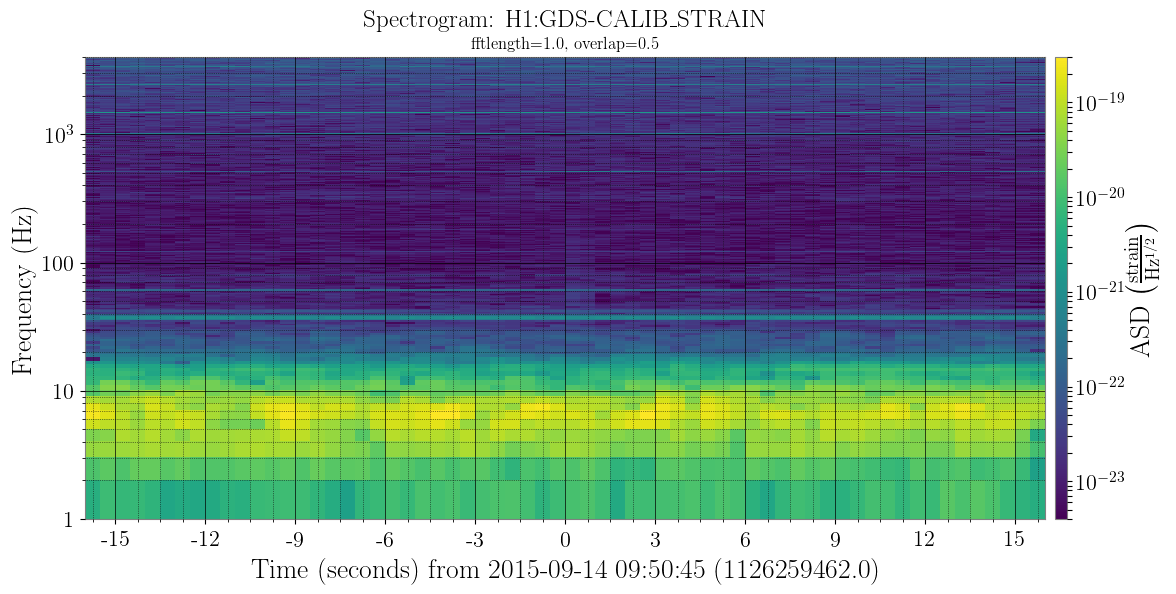 Spectrogram: H1:GDS-CALIB_STRAIN
fftlength=1.0, overlap=0.5
Frequency (Hz)
10³
100
10
1
-15 -12 -9 -6 -3 0 3 6 9 12 15
Time (seconds) from 2015-09-14 09:50:45 (1126259462.0)
10⁻¹⁹
10⁻²⁰
10⁻²¹
10⁻²²
10⁻²³
ASD (strain/Hz^{1/2})